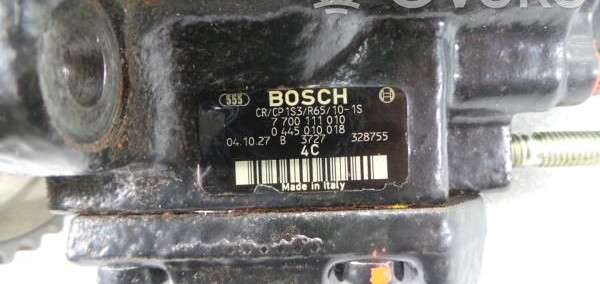 555 BOSCH
CR/CP1S3/R65/10-1S
7 700 111 010
0 445 010 018
04.10.27 B 3727 328755
4C
Made in Italy